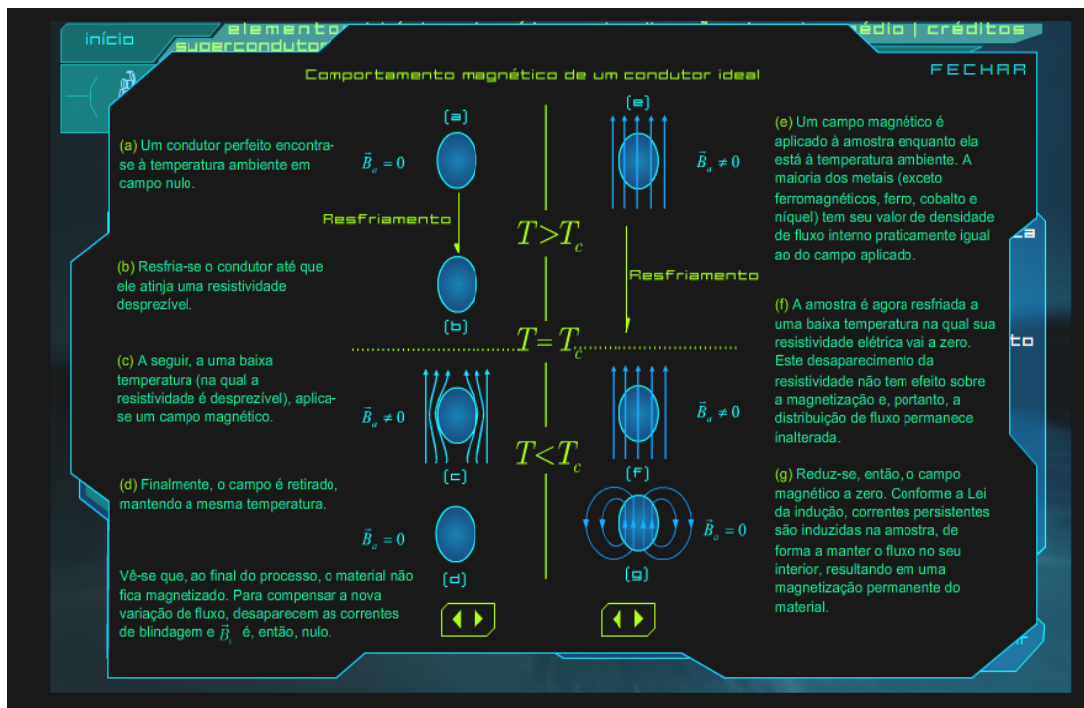 início
elemento
édio | créditos
supercondutor
FECHAR
Comportamento magnético de um condutor ideal
(a) Um condutor perfeito encontra-
se à temperatura ambiente em
campo nulo.
(b) Resfria-se o condutor até que
ele atinja uma resistividade
desprezível.
(c) A seguir, a uma baixa
temperatura (na qual a
resistividade é desprezível), aplica-
se um campo magnético.
(d) Finalmente, o campo é retirado,
mantendo a mesma temperatura.
Vê-se que, ao final do processo, o material não
fica magnetizado. Para compensar a nova
variação de fluxo, desaparecem as correntes
de blindagem e B⃗i é, então, nulo.
(a)
B⃗a = 0
Resfriamento
(b)
B⃗a ≠ 0
(c)
B⃗a = 0
(d)
T>Tc
T= Tc
T<Tc
(e)
B⃗a ≠ 0
Resfriamento
B⃗a ≠ 0
(f)
B⃗a = 0
(g)
(e) Um campo magnético é
aplicado à amostra enquanto ela
está à temperatura ambiente. A
maioria dos metais (exceto
ferromagnéticos, ferro, cobalto e
níquel) tem seu valor de densidade
de fluxo interno praticamente igual
ao do campo aplicado.
(f) A amostra é agora resfriada a
uma baixa temperatura na qual sua
resistividade elétrica vai a zero.
Este desaparecimento da
resistividade não tem efeito sobre
a magnetização e, portanto, a
distribuição de fluxo permanece
inalterada.
(g) Reduz-se, então, o campo
magnético a zero. Conforme a Lei
da indução, correntes persistentes
são induzidas na amostra, de
forma a manter o fluxo no seu
interior, resultando em uma
magnetização permanente do
material.
to